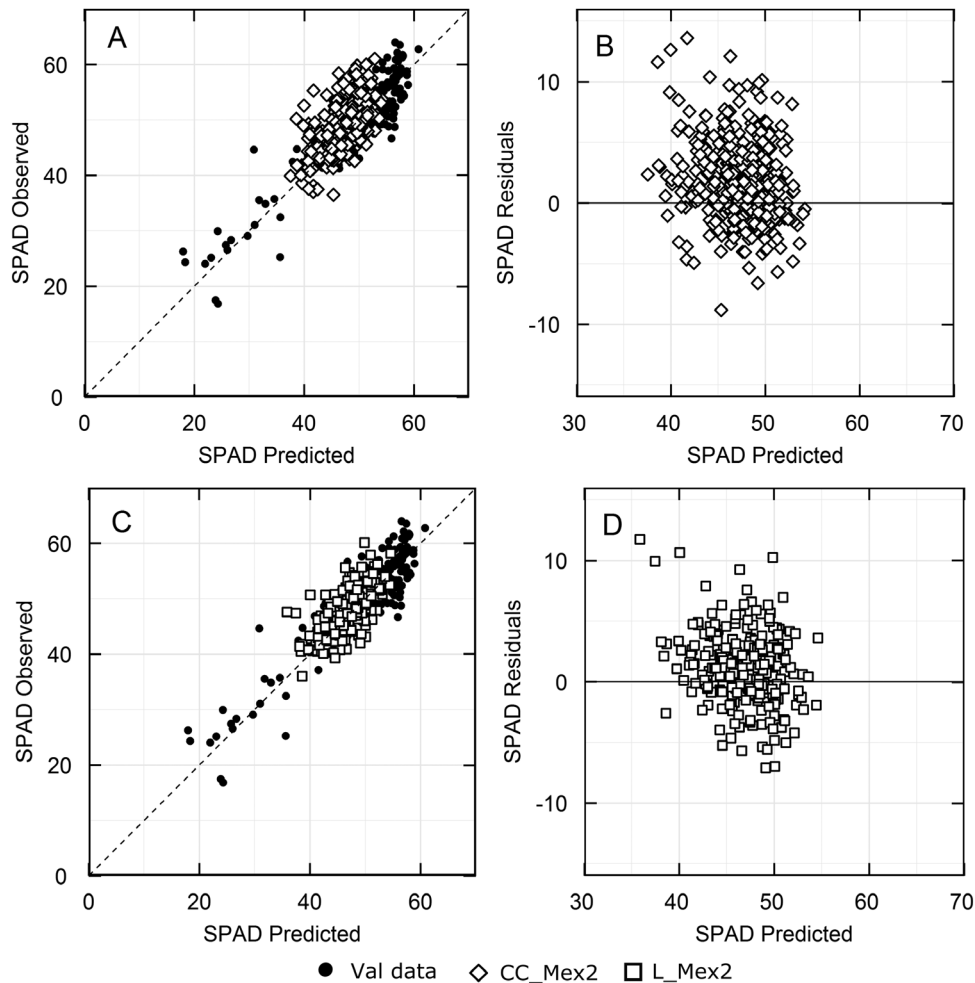 A
60
40
20
0
SPAD Observed
0 20 40 60
SPAD Predicted
B
10
0
-10
SPAD Residuals
30 40 50 60 70
SPAD Predicted
C
60
40
20
0
SPAD Observed
0 20 40 60
SPAD Predicted
D
10
0
-10
SPAD Residuals
30 40 50 60 70
SPAD Predicted
Val data CC_Mex2 L_Mex2